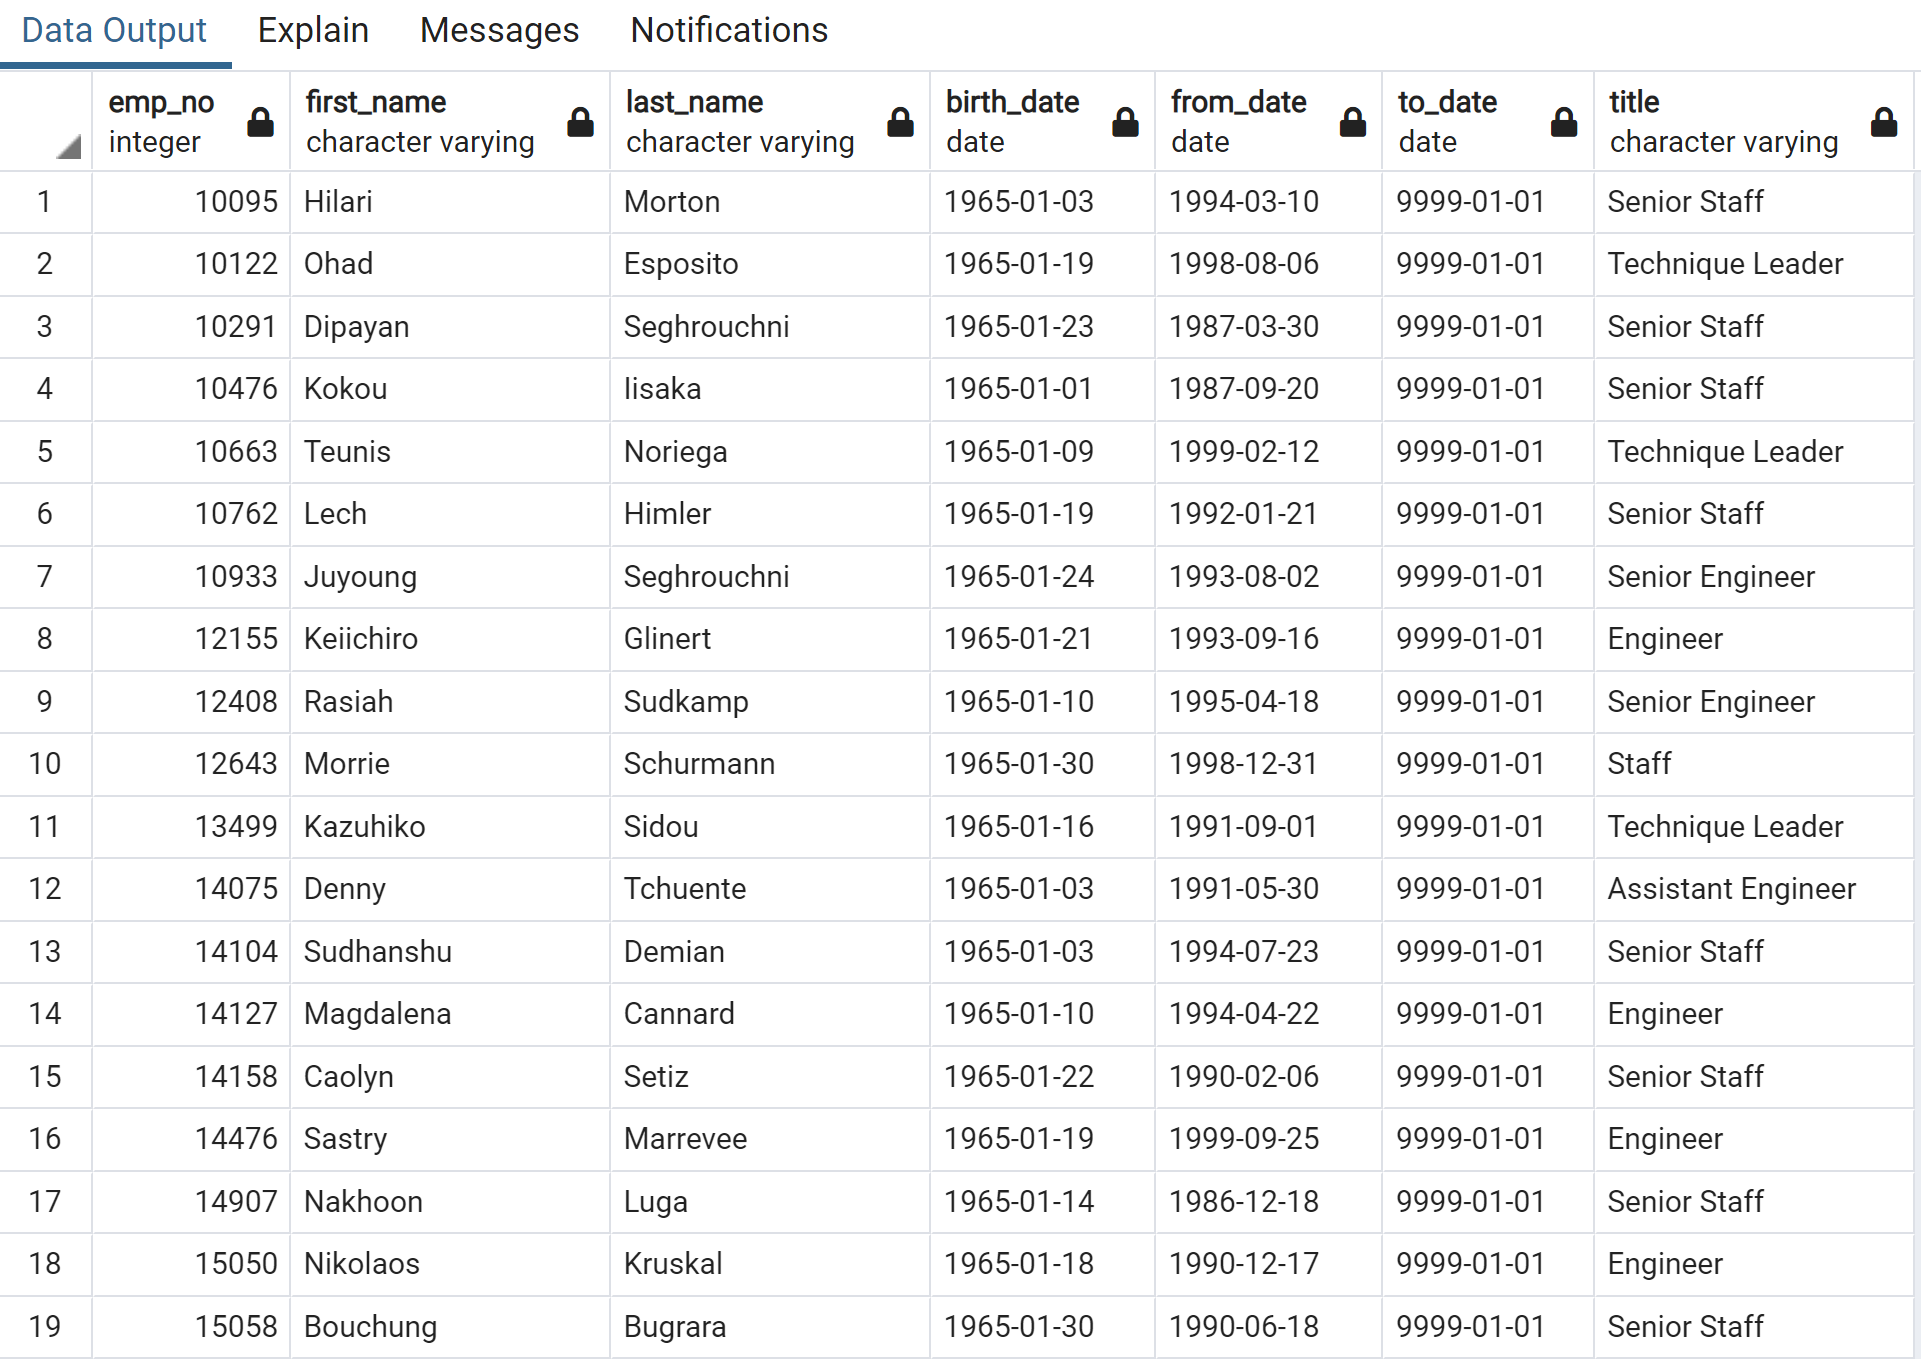 Data Output Explain Messages Notifications
emp_no first_name last_name birth_date from_date to_date title
integer character varying character varying date date date character varying
1 10095 Hilari Morton 1965-01-03 1994-03-10 9999-01-01 Senior Staff
2 10122 Ohad Esposito 1965-01-19 1998-08-06 9999-01-01 Technique Leader
3 10291 Dipayan Seghrouchni 1965-01-23 1987-03-30 9999-01-01 Senior Staff
4 10476 Kokou Iisaka 1965-01-01 1987-09-20 9999-01-01 Senior Staff
5 10663 Teunis Noriega 1965-01-09 1999-02-12 9999-01-01 Technique Leader
6 10762 Lech Himler 1965-01-19 1992-01-21 9999-01-01 Senior Staff
7 10933 Juyoung Seghrouchni 1965-01-24 1993-08-02 9999-01-01 Senior Engineer
8 12155 Keiichiro Glinert 1965-01-21 1993-09-16 9999-01-01 Engineer
9 12408 Rasiah Sudkamp 1965-01-10 1995-04-18 9999-01-01 Senior Engineer
10 12643 Morrie Schurmann 1965-01-30 1998-12-31 9999-01-01 Staff
11 13499 Kazuhiko Sidou 1965-01-16 1991-09-01 9999-01-01 Technique Leader
12 14075 Denny Tchuente 1965-01-03 1991-05-30 9999-01-01 Assistant Engineer
13 14104 Sudhanshu Demian 1965-01-03 1994-07-23 9999-01-01 Senior Staff
14 14127 Magdalena Cannard 1965-01-10 1994-04-22 9999-01-01 Engineer
15 14158 Caolyn Setiz 1965-01-22 1990-02-06 9999-01-01 Senior Staff
16 14476 Sastry Marrevee 1965-01-19 1999-09-25 9999-01-01 Engineer
17 14907 Nakhoon Luga 1965-01-14 1986-12-18 9999-01-01 Senior Staff
18 15050 Nikolaos Kruskal 1965-01-18 1990-12-17 9999-01-01 Engineer
19 15058 Bouchung Bugrara 1965-01-30 1990-06-18 9999-01-01 Senior Staff